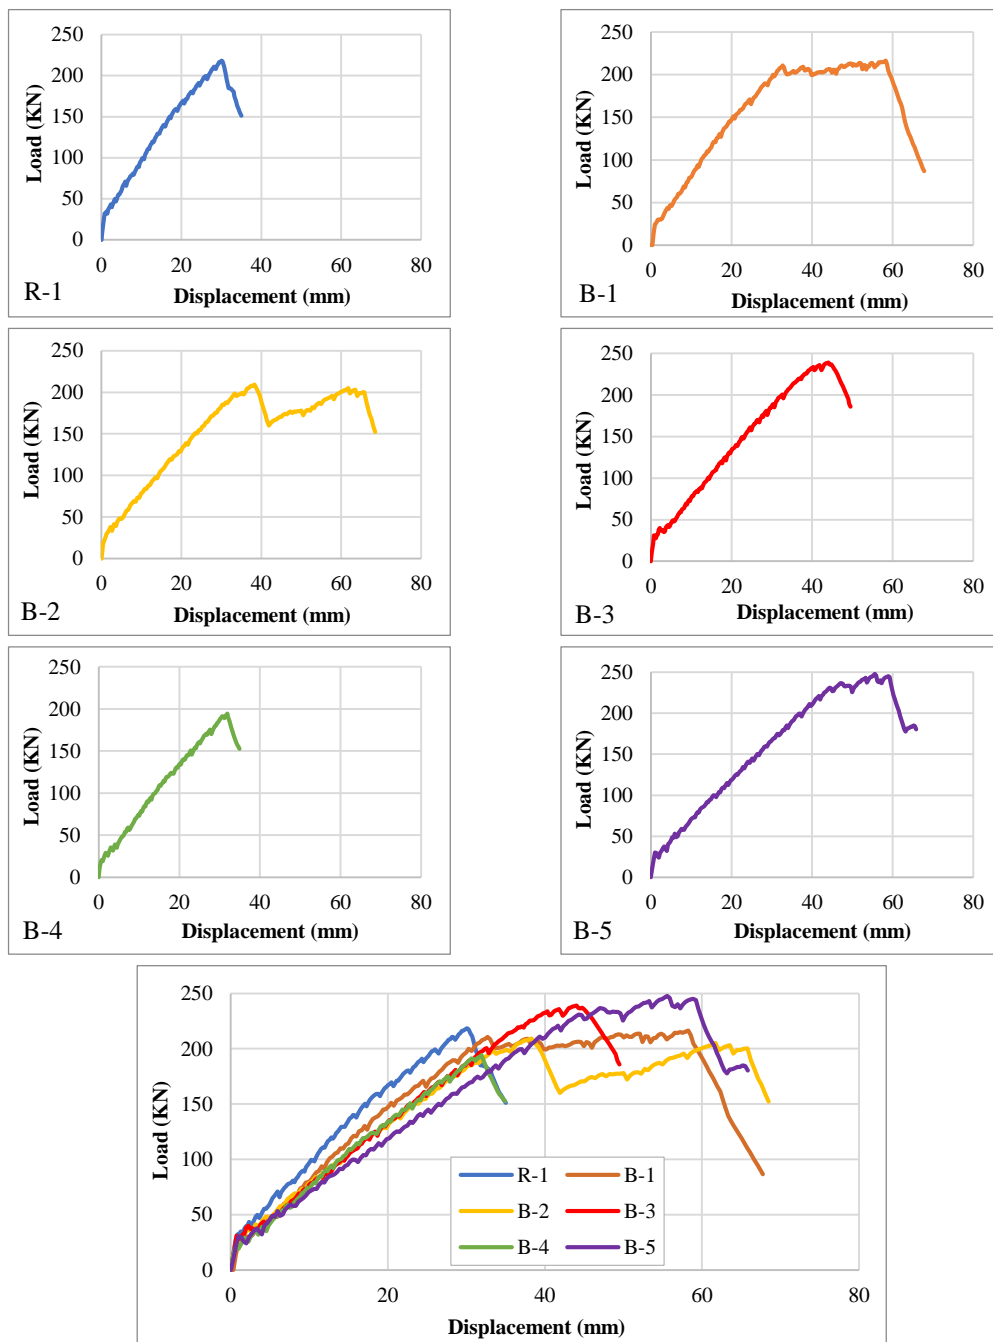 250
200
150
100
50
0
Load (KN)
0 20 40 60 80
R-1 Displacement (mm)
250
200
150
100
50
0
Load (KN)
0 20 40 60 80
B-1 Displacement (mm)
250
200
150
100
50
0
Load (KN)
0 20 40 60 80
B-2 Displacement (mm)
250
200
150
100
50
0
Load (KN)
0 20 40 60 80
B-3 Displacement (mm)
250
200
150
100
50
0
Load (KN)
0 20 40 60 80
B-4 Displacement (mm)
250
200
150
100
50
0
Load (KN)
0 20 40 60 80
B-5 Displacement (mm)
250
200
150
100
50
0
Load (KN)
R-1 B-1
B-2 B-3
B-4 B-5
0 20 40 60 80
Displacement (mm)